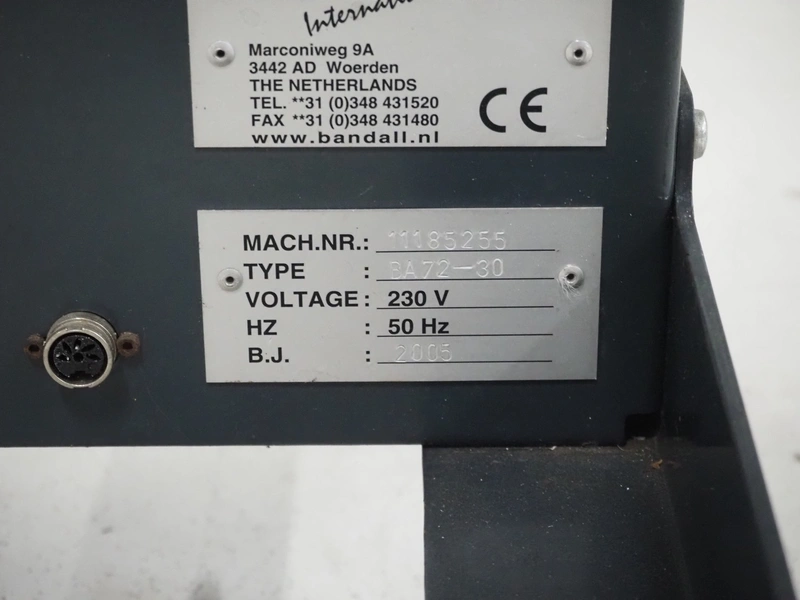 International
Marconiweg 9A
3442 AD Woerden
THE NETHERLANDS
TEL. **31 (0)348 431520
FAX **31 (0)348 431480
www.bandall.nl
CE
MACH.NR.: 11185255
TYPE : BA72-30
VOLTAGE: 230 V
HZ : 50 Hz
B.J. : 2005